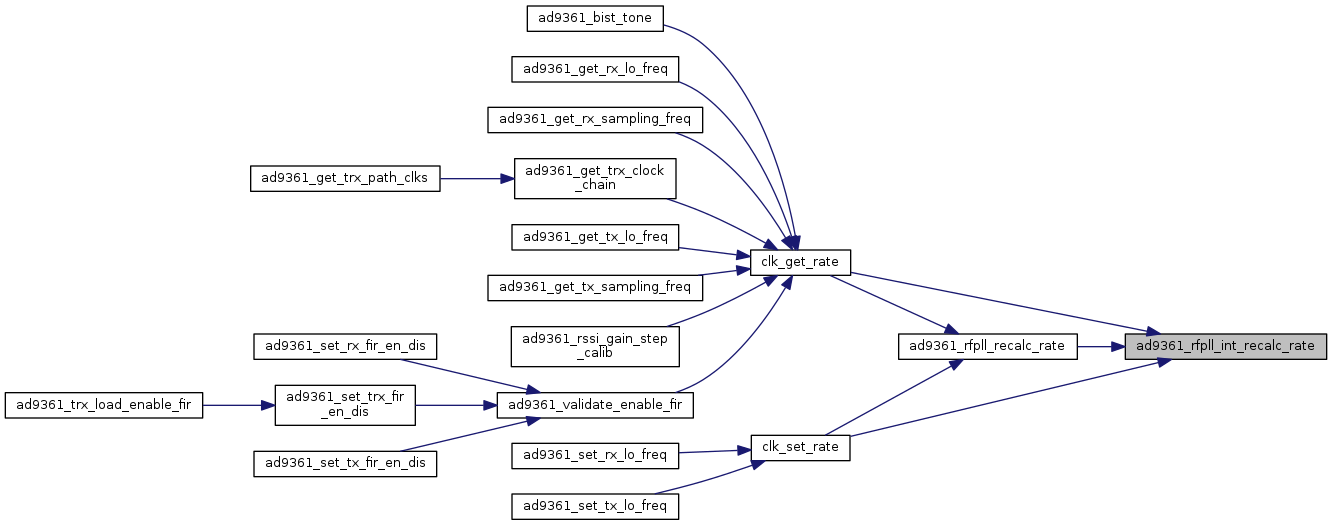 ad9361_bist_tone
ad9361_get_rx_lo_freq
ad9361_get_rx_sampling_freq
ad9361_get_trx_path_clks
ad9361_get_trx_clock
_chain
ad9361_get_tx_lo_freq
clk_get_rate
ad9361_get_tx_sampling_freq
ad9361_rssi_gain_step
_calib
ad9361_set_rx_fir_en_dis
ad9361_rfpll_recalc_rate
ad9361_rfpll_int_recalc_rate
ad9361_trx_load_enable_fir
ad9361_set_trx_fir
_en_dis
ad9361_validate_enable_fir
ad9361_set_tx_fir_en_dis
ad9361_set_rx_lo_freq
clk_set_rate
ad9361_set_tx_lo_freq